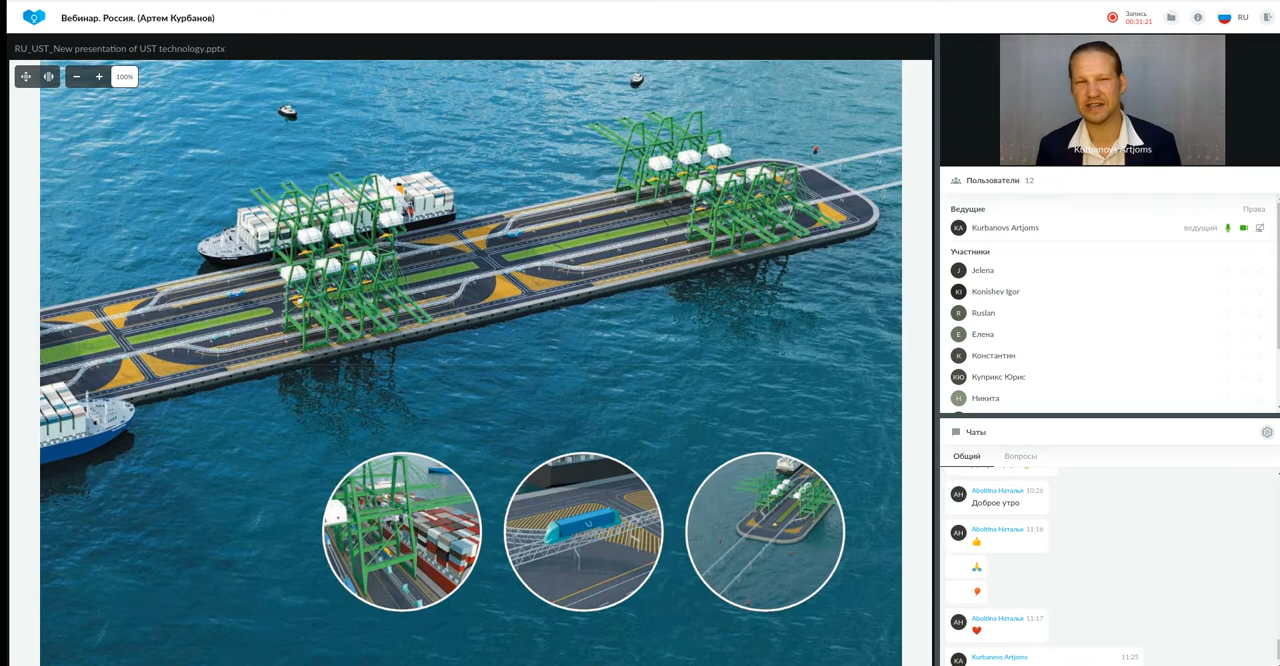 Вебинар. Россия. (Артем Курбанов)
Запись
00:31:21
RU
RU_UST_New presentation of UST technology.pptx
100%
Kurbanovs Artjoms
Пользователи 12
Ведущие Права
KA Kurbanovs Artjoms ведущий
Участники
J Jelena
KI Konishev Igor
R Ruslan
Е Елена
К Константин
КЮ Куприкс Юрис
Н Никита
Чаты
Общий Вопросы
АН Aboltina Наталья 10:26
Доброе утро
АН Aboltina Наталья 11:16
👍
🙏
🎈
АН Aboltina Наталья 11:17
❤️
KA Kurbanovs Artjoms 11:25